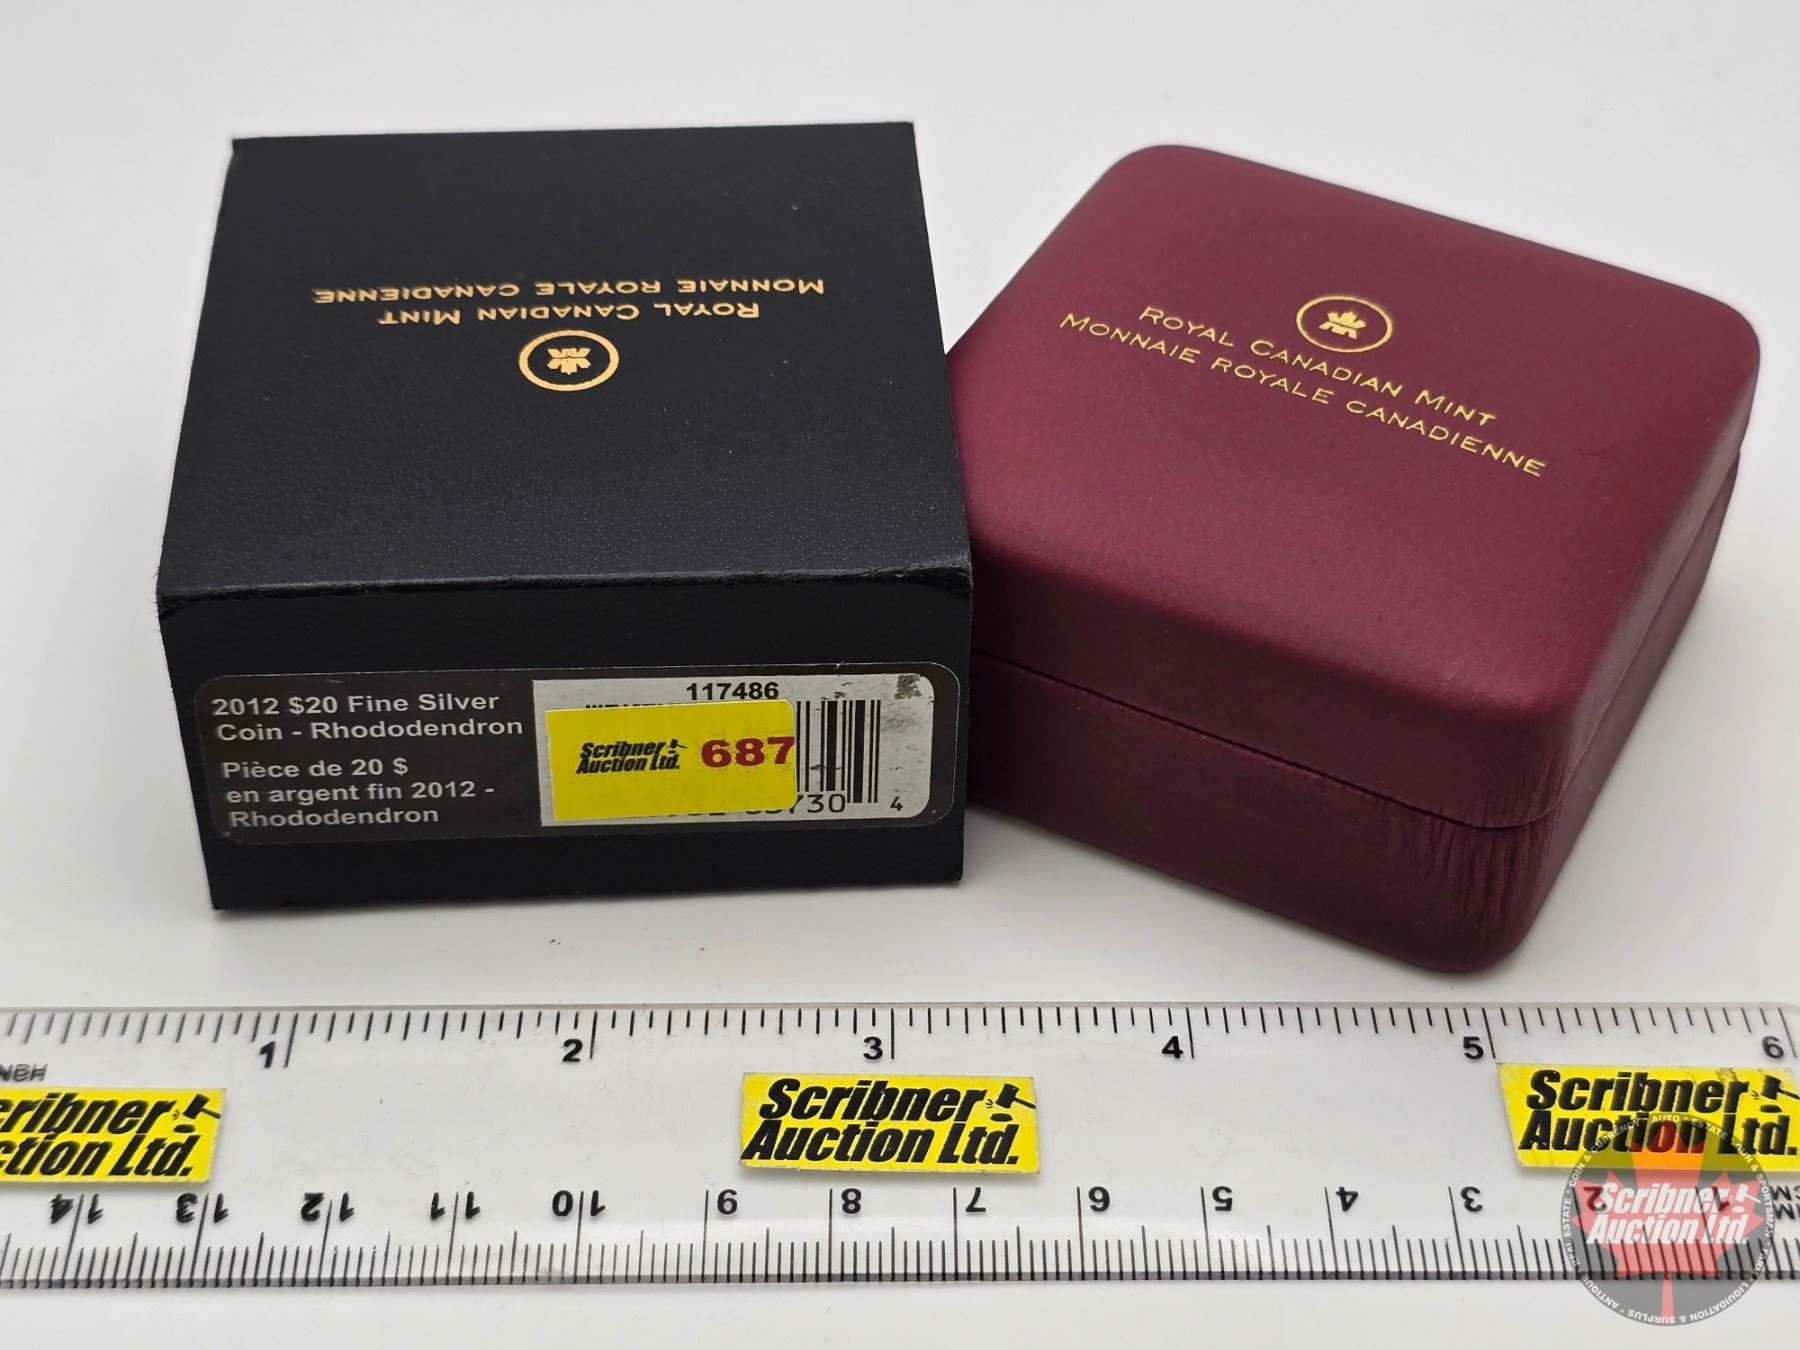 MONNAIE ROYALE CANADIENNE
ROYAL CANADIAN MINT
ROYAL CANADIAN MINT
MONNAIE ROYALE CANADIENNE
2012 $20 Fine Silver
Coin - Rhododendron
Pièce de 20 $
en argent fin 2012 -
Rhododendron
117486
Scribner
Auction Ltd.
687
730
4
1 2 3 4 5 6
Scribner
Auction Ltd.
Scribner
Auction Ltd.
Scribner
Auction Ltd.
14 13 12 11 10 9 8 7 6 5 4 3 2 1
Scribner
Auction Ltd.